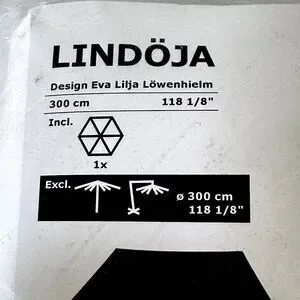 LINDÖJA
Design Eva Lilja Löwenhielm
300 cm 118 1/8"
Incl.
1x
Excl.
ø 300 cm
118 1/8"